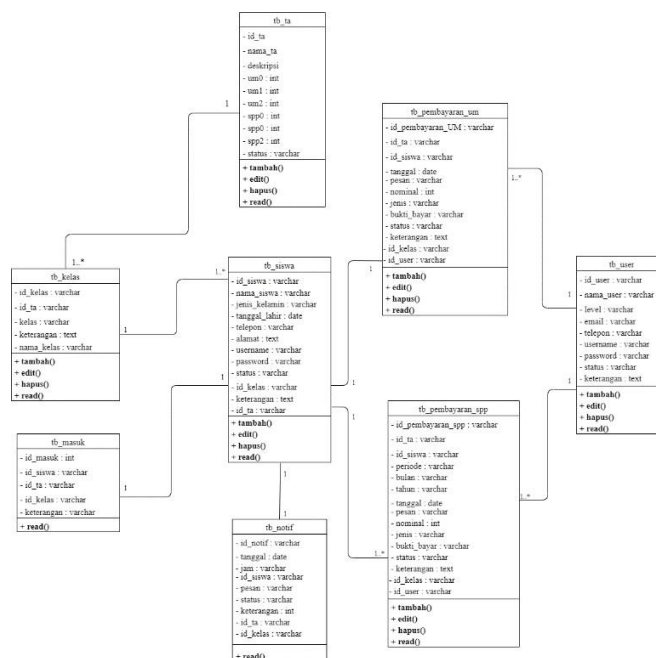 tb_ta
- id_ta
- nama_ta
- deskripsi
- um0 : int
- um1 : int
- um2 : int
- spp0 : int
- spp0 : int
- spp2 : int
- status : varchar
+ tambah()
+ edit()
+ hapus()
+ read()
1
1..*
tb_kelas
- id_kelas : varchar
- id_ta : varchar
- kelas : varchar
- keterangan : text
- nama_kelas : varchar
+ tambah()
+ edit()
+ hapus()
+ read()
1
1..*
tb_siswa
- id_siswa : varchar
- nama_siswa : varchar
- jenis_kelamin : varchar
- tanggal_lahir : date
- telepon : varchar
- alamat : text
- username : varchar
- password : varchar
- status : varchar
- id_kelas : varchar
- keterangan : text
- id_ta : varchar
+ tambah()
+ edit()
+ hapus()
+ read()
1
1
1
1
1..*
1
1
1
tb_masuk
- id_masuk : int
- id_siswa : varchar
- id_ta : varchar
- id_kelas : varchar
- keterangan : varchar
+ read()
tb_notif
- id_notif : varchar
- tanggal : date
- jam : varchar
- id_siswa : varchar
- pesan : varchar
- status : varchar
- keterangan : int
- id_ta : varchar
- id_kelas : varchar
+ read()
tb_pembayaran_um
- id_pembayaran_UM : varchar
- id_ta : varchar
- id_siswa : varchar
- tanggal : date
- pesan : varchar
- nominal : int
- jenis : varchar
- bukti_bayar : varchar
- status : varchar
- keterangan : text
- id_kelas : varchar
- id_user : varchar
+ tambah()
+ edit()
+ hapus()
+ read()
1..*
1
tb_user
- id_user : varchar
- nama_user : varchar
- level : varchar
- email : varchar
- telepon : varchar
- username : varchar
- password : varchar
- status : varchar
- keterangan : text
+ tambah()
+ edit()
+ hapus()
+ read()
1
1..*
tb_pembayaran_spp
- id_pembayaran_spp : varchar
- id_ta : varchar
- id_siswa : varchar
- periode : varchar
- bulan : varchar
- tahun : varchar
- tanggal : date
- pesan : varchar
- nominal : int
- jenis : varchar
- bukti_bayar : varchar
- status : varchar
- keterangan : text
- id_kelas : varchar
- id_user : varchar
+ tambah()
+ edit()
+ hapus()
+ read()